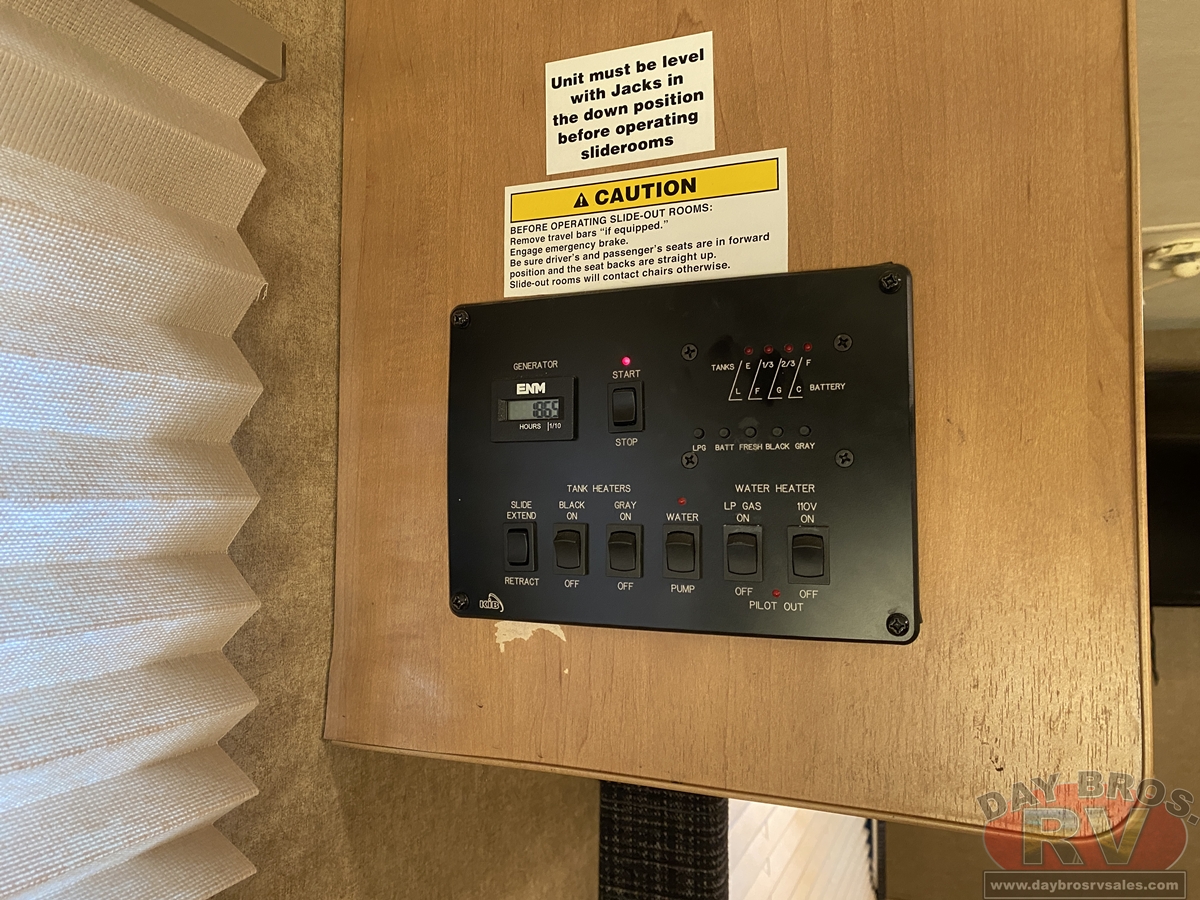 Unit must be level
with Jacks in
the down position
before operating
sliderooms
⚠ CAUTION
BEFORE OPERATING SLIDE-OUT ROOMS:
Remove travel bars "if equipped."
Engage emergency brake.
Be sure driver's and passenger's seats are in forward
position and the seat backs are straight up.
Slide-out rooms will contact chairs otherwise.
GENERATOR
ENM
HOURS 1/10
START
STOP
TANKS E 1/3 2/3 F
L F G C BATTERY
LPG BATT FRESH BLACK GRAY
TANK HEATERS
WATER HEATER
SLIDE
EXTEND
RETRACT
BLACK
ON
OFF
GRAY
ON
OFF
WATER
PUMP
LP GAS
ON
OFF
110V
ON
OFF
PILOT OUT
KIB
DAY BROS.
RV
www.daybrosrvsales.com